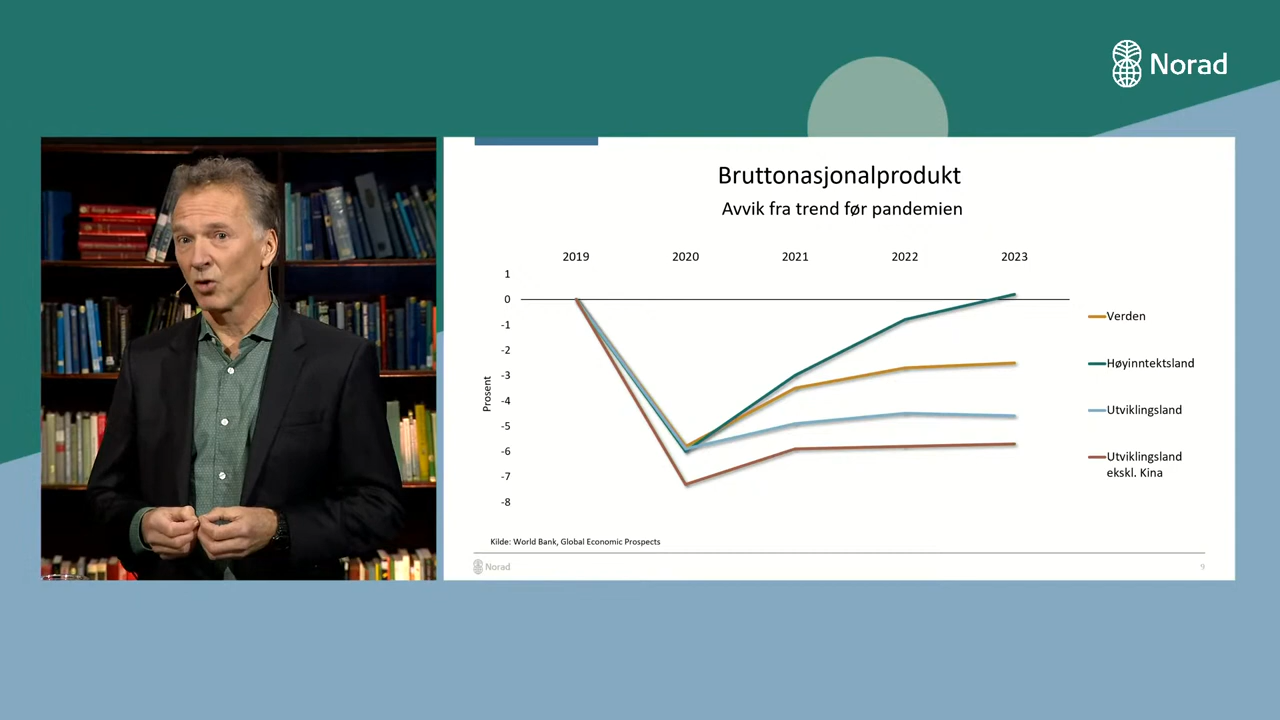 Norad
Bruttonasjonalprodukt
Avvik fra trend før pandemien
2019 2020 2021 2022 2023
1
0
-1
-2
-3
-4
-5
-6
-7
-8
Prosent
Verden
Høyinntektsland
Utviklingsland
Utviklingsland
ekskl. Kina
Kilde: World Bank, Global Economic Prospects
Norad
9